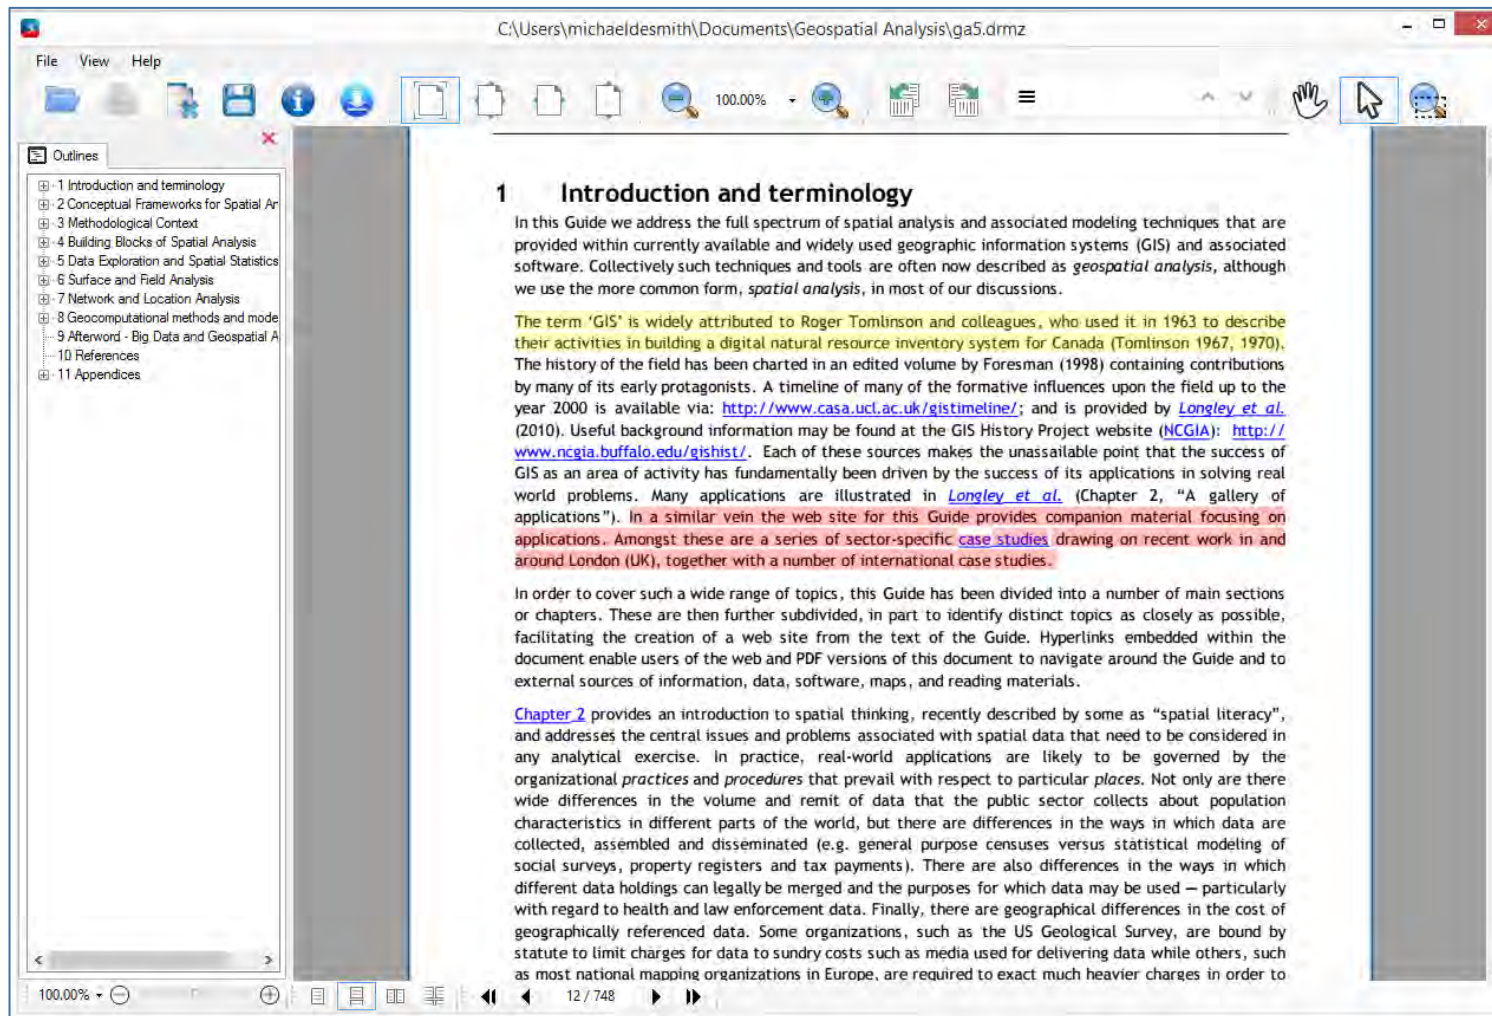 C:\Users\michaeldesmith\Documents\Geospatial Analysis\ga5.drmz
File View Help
100.00%
Outlines
1 Introduction and terminology
2 Conceptual Frameworks for Spatial An
3 Methodological Context
4 Building Blocks of Spatial Analysis
5 Data Exploration and Spatial Statistics
6 Surface and Field Analysis
7 Network and Location Analysis
8 Geocomputational methods and mode
9 Afterword - Big Data and Geospatial A
10 References
11 Appendices
1 Introduction and terminology
In this Guide we address the full spectrum of spatial analysis and associated modeling techniques that are
provided within currently available and widely used geographic information systems (GIS) and associated
software. Collectively such techniques and tools are often now described as geospatial analysis, although
we use the more common form, spatial analysis, in most of our discussions.
The term ‘GIS’ is widely attributed to Roger Tomlinson and colleagues, who used it in 1963 to describe
their activities in building a digital natural resource inventory system for Canada (Tomlinson 1967, 1970).
The history of the field has been charted in an edited volume by Foresman (1998) containing contributions
by many of its early protagonists. A timeline of many of the formative influences upon the field up to the
year 2000 is available via: http://www.casa.ucl.ac.uk/gistimeline/; and is provided by Longley et al.
(2010). Useful background information may be found at the GIS History Project website (NCGIA): http://
www.ncgia.buffalo.edu/gishist/. Each of these sources makes the unassailable point that the success of
GIS as an area of activity has fundamentally been driven by the success of its applications in solving real
world problems. Many applications are illustrated in Longley et al. (Chapter 2, “A gallery of
applications”). In a similar vein the web site for this Guide provides companion material focusing on
applications. Amongst these are a series of sector-specific case studies drawing on recent work in and
around London (UK), together with a number of international case studies.
In order to cover such a wide range of topics, this Guide has been divided into a number of main sections
or chapters. These are then further subdivided, in part to identify distinct topics as closely as possible,
facilitating the creation of a web site from the text of the Guide. Hyperlinks embedded within the
document enable users of the web and PDF versions of this document to navigate around the Guide and to
external sources of information, data, software, maps, and reading materials.
Chapter 2 provides an introduction to spatial thinking, recently described by some as “spatial literacy”,
and addresses the central issues and problems associated with spatial data that need to be considered in
any analytical exercise. In practice, real-world applications are likely to be governed by the
organizational practices and procedures that prevail with respect to particular places. Not only are there
wide differences in the volume and remit of data that the public sector collects about population
characteristics in different parts of the world, but there are differences in the ways in which data are
collected, assembled and disseminated (e.g. general purpose censuses versus statistical modeling of
social surveys, property registers and tax payments). There are also differences in the ways in which
different data holdings can legally be merged and the purposes for which data may be used — particularly
with regard to health and law enforcement data. Finally, there are geographical differences in the cost of
geographically referenced data. Some organizations, such as the US Geological Survey, are bound by
statute to limit charges for data to sundry costs such as media used for delivering data while others, such
as most national mapping organizations in Europe, are required to exact much heavier charges in order to
100.00%
12 / 748